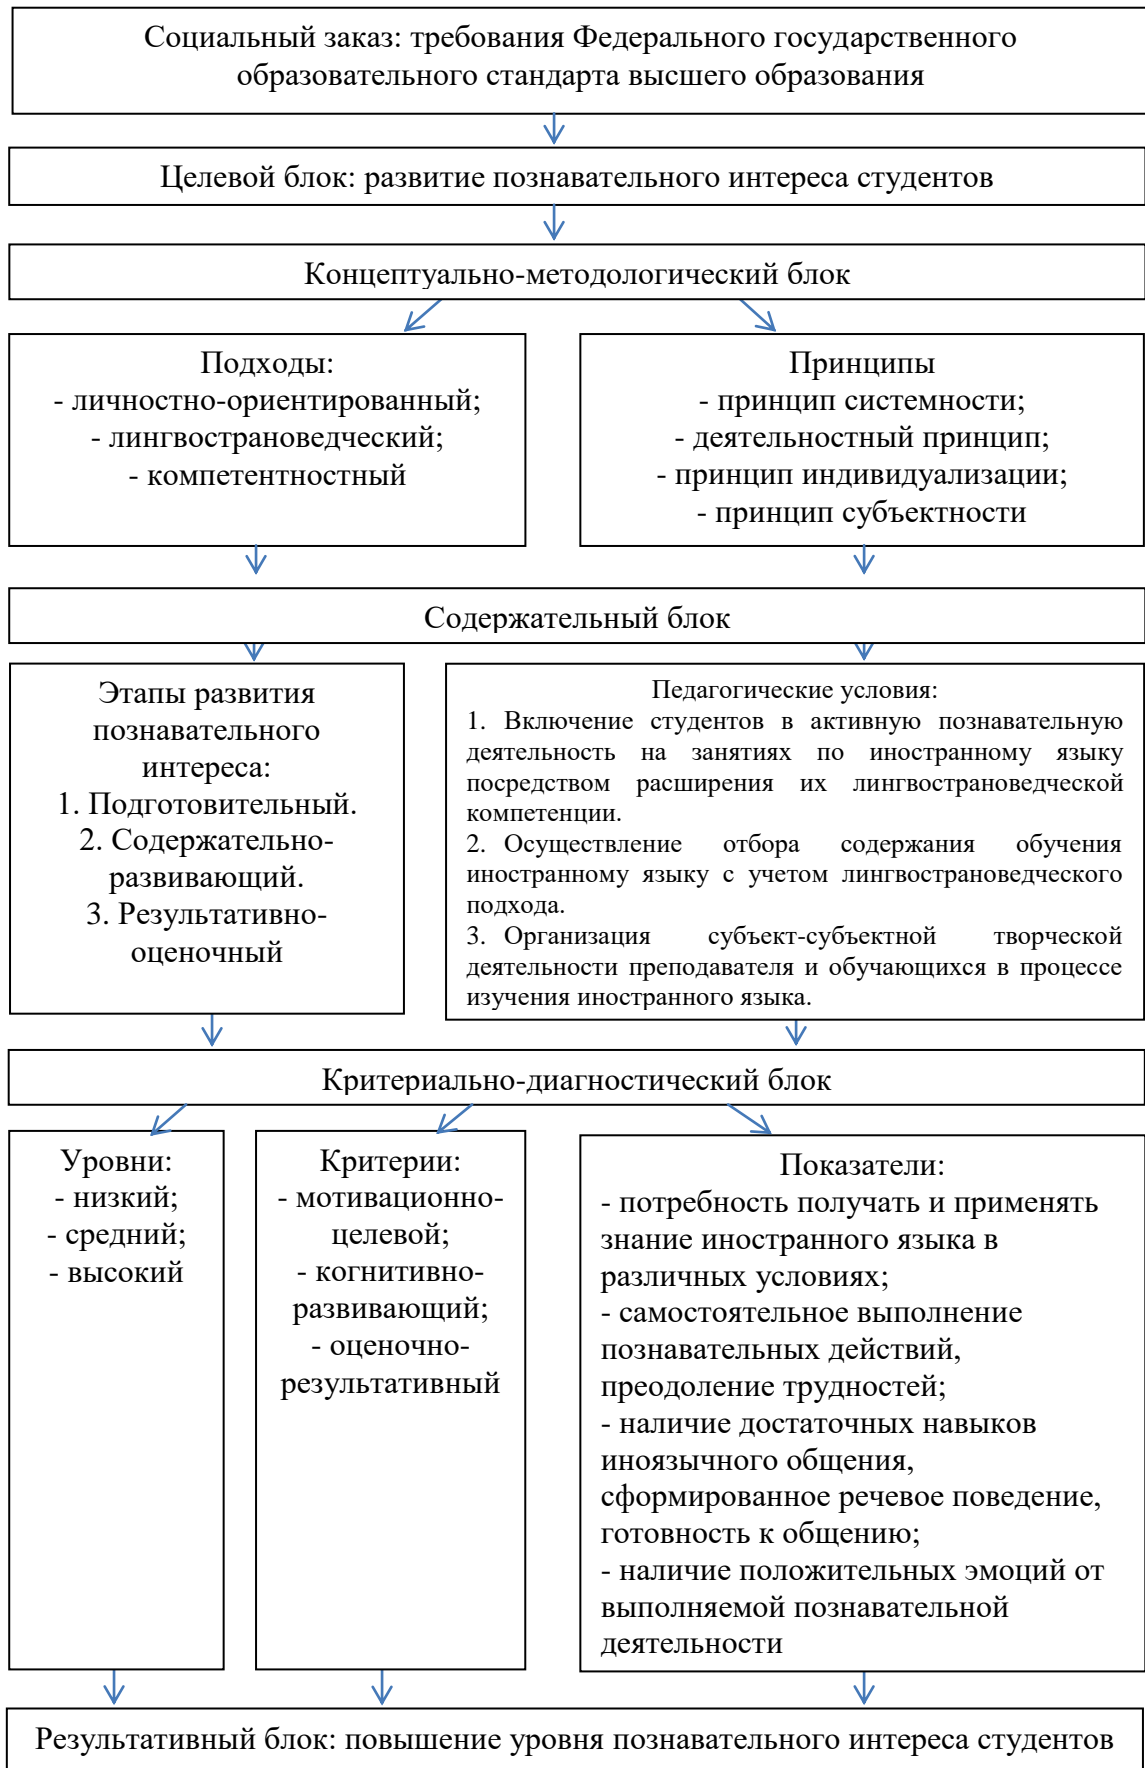 Социальный заказ: требования Федерального государственного
образовательного стандарта высшего образования
Целевой блок: развитие познавательного интереса студентов
Концептуально-методологический блок
Подходы:
- личностно-ориентированный;
- лингвострановедческий;
- компетентностный
Принципы
- принцип системности;
- деятельностный принцип;
- принцип индивидуализации;
- принцип субъектности
Содержательный блок
Этапы развития
познавательного
интереса:
1. Подготовительный.
2. Содержательно-
развивающий.
3. Результативно-
оценочный
Педагогические условия:
1. Включение студентов в активную познавательную
деятельность на занятиях по иностранному языку
посредством расширения их лингвострановедческой
компетенции.
2. Осуществление отбора содержания обучения
иностранному языку с учетом лингвострановедческого
подхода.
3. Организация субъект-субъектной творческой
деятельности преподавателя и обучающихся в процессе
изучения иностранного языка.
Критериально-диагностический блок
Уровни:
- низкий;
- средний;
- высокий
Критерии:
- мотивационно-
целевой;
- когнитивно-
развивающий;
- оценочно-
результативный
Показатели:
- потребность получать и применять
знание иностранного языка в
различных условиях;
- самостоятельное выполнение
познавательных действий,
преодоление трудностей;
- наличие достаточных навыков
иноязычного общения,
сформированное речевое поведение,
готовность к общению;
- наличие положительных эмоций от
выполняемой познавательной
деятельности
Результативный блок: повышение уровня познавательного интереса студентов